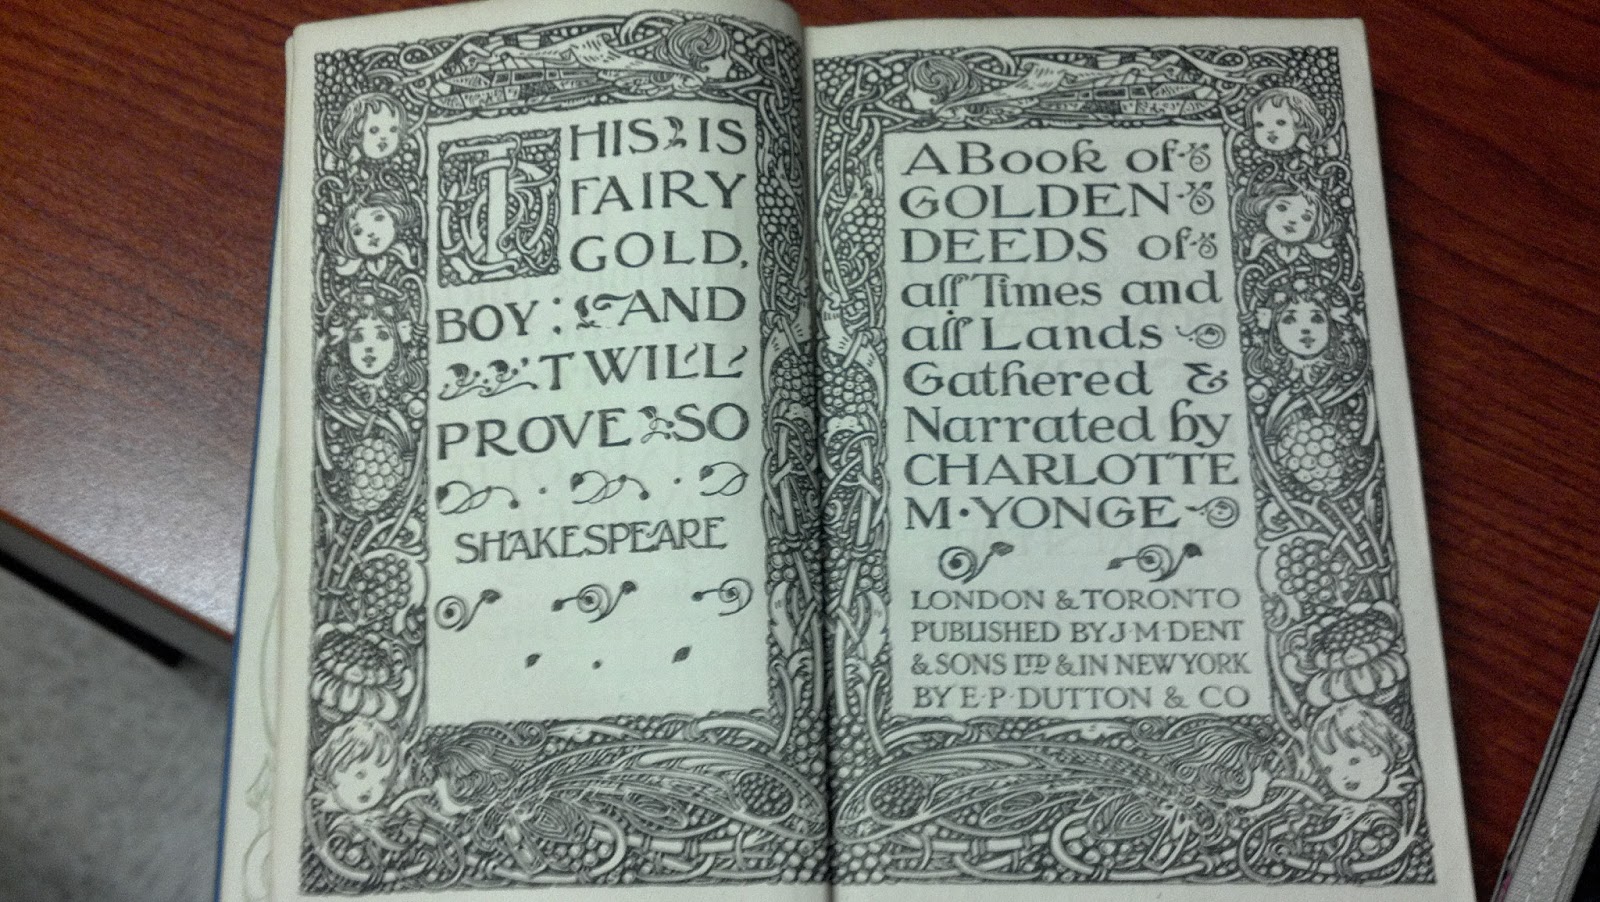 THIS IS
FAIRY
GOLD,
BOY: AND
'TWILL
PROVE SO
SHAKESPEARE
A Book of
GOLDEN
DEEDS of
all Times and
all Lands
Gathered &
Narrated by
CHARLOTTE
M·YONGE
LONDON & TORONTO
PUBLISHED BY J·M·DENT
& SONS LTD & IN NEW YORK
BY E·P·DUTTON & CO